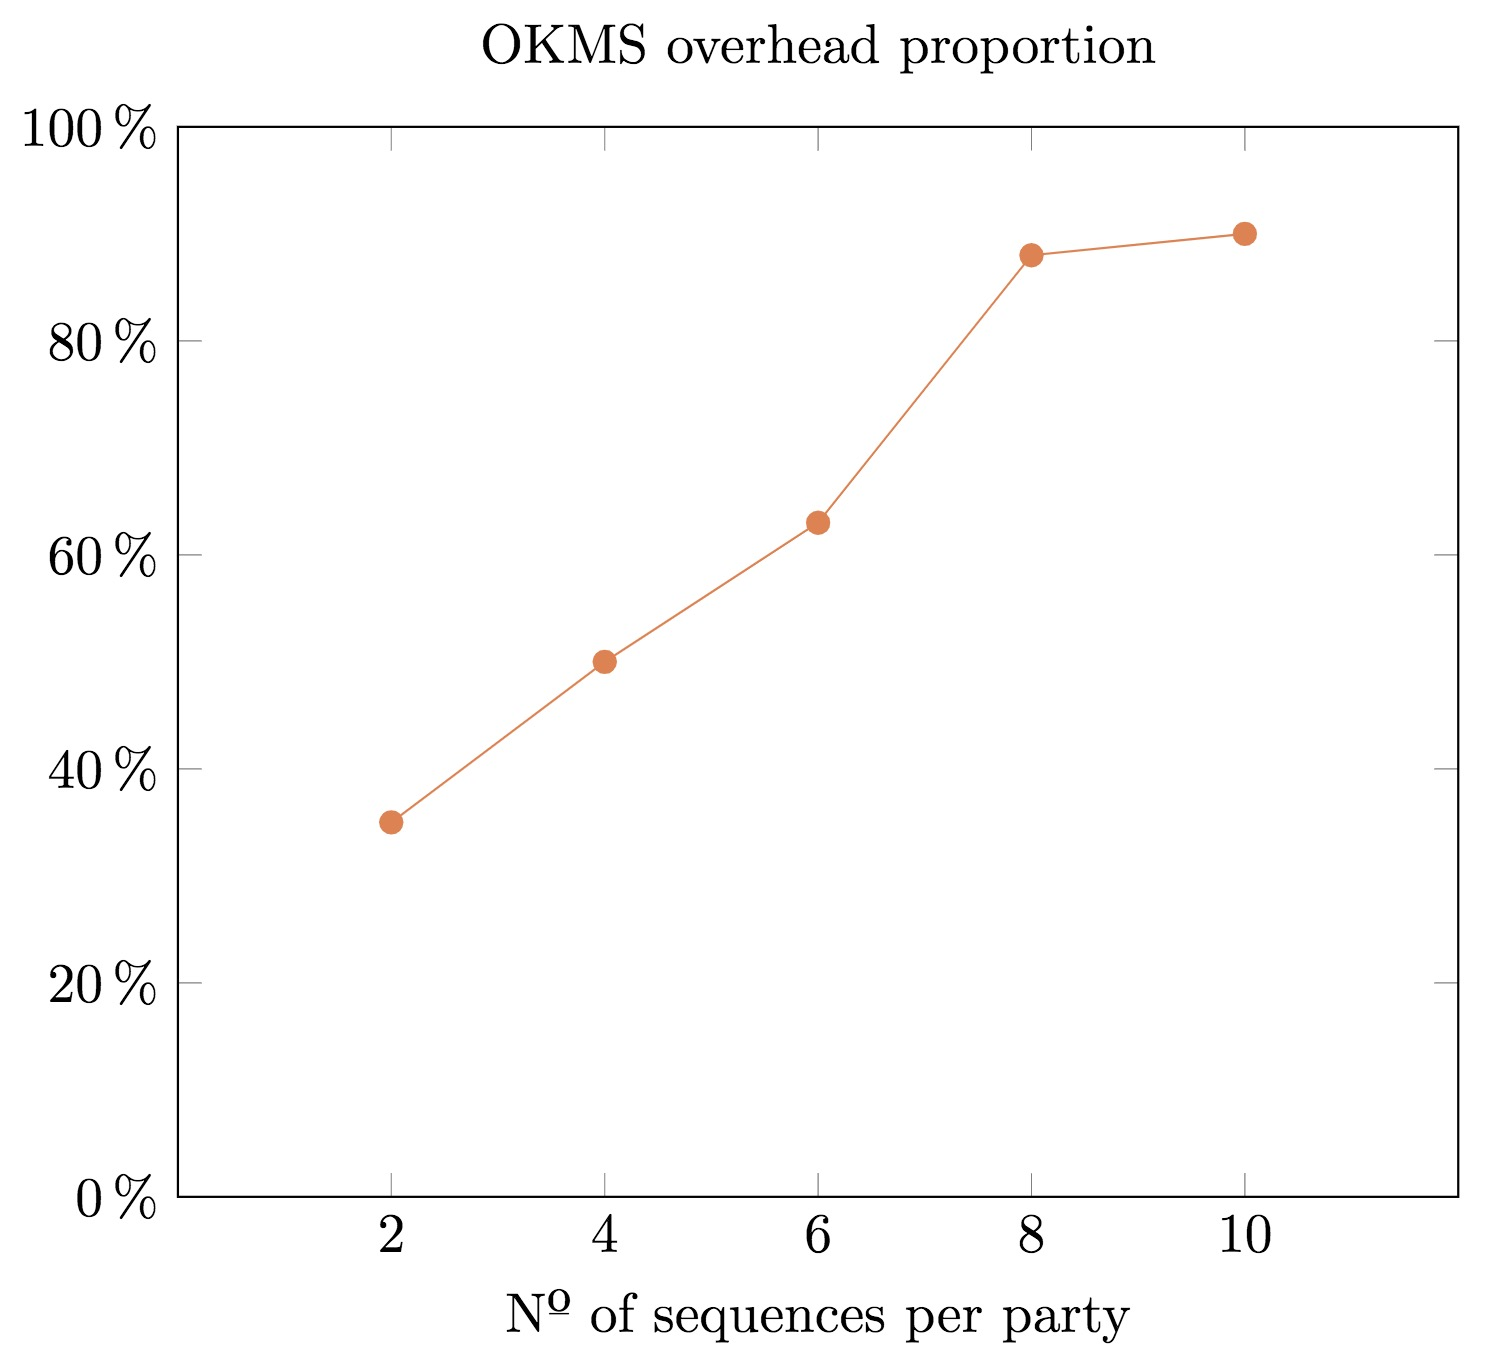 OKMS overhead proportion
100 %
80 %
60 %
40 %
20 %
0 %
2 4 6 8 10
Nº of sequences per party